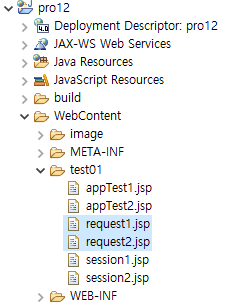 pro12
Deployment Descriptor: pro12
JAX-WS Web Services
Java Resources
JavaScript Resources
build
WebContent
image
META-INF
test01
appTest1.jsp
appTest2.jsp
request1.jsp
request2.jsp
session1.jsp
session2.jsp
WEB-INF